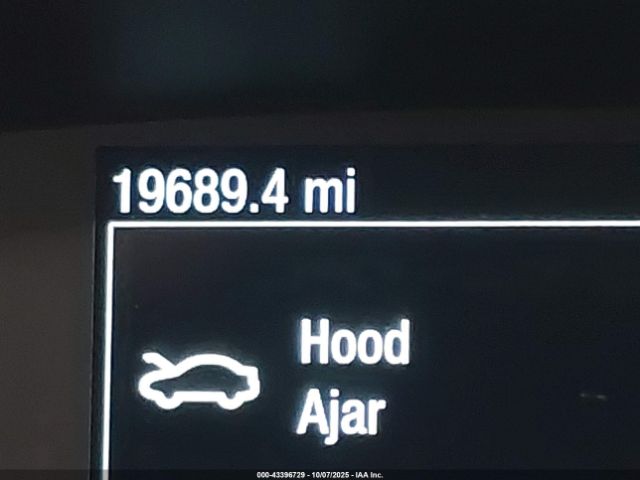 19689.4 mi
Hood
Ajar
000-43396729 - 10/07/2025 - IAA Inc.